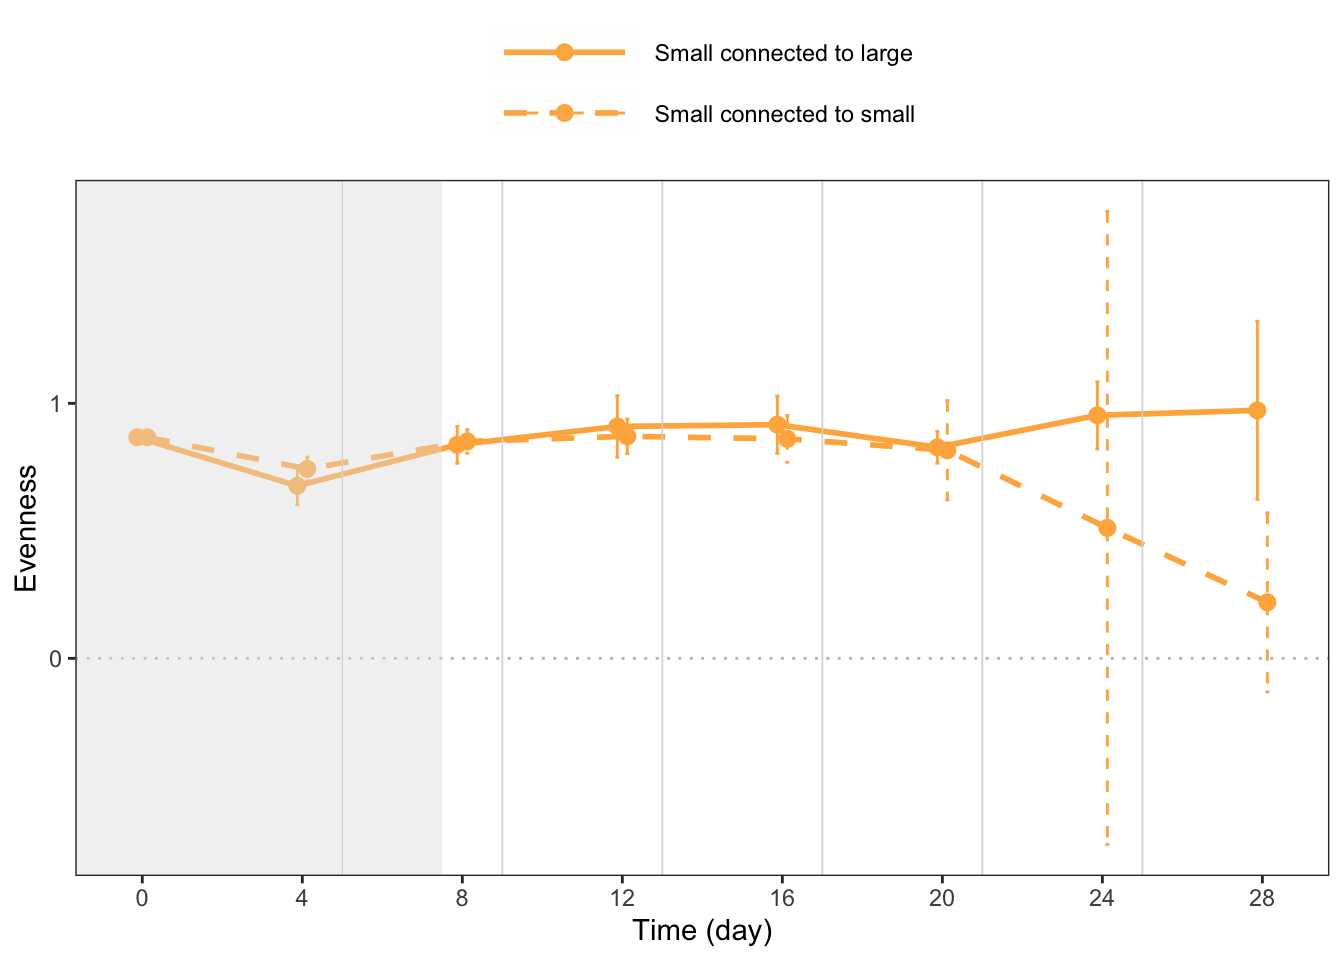 Small connected to large
Small connected to small
Evenness
1
0
0 4 8 12 16 20 24 28
Time (day)